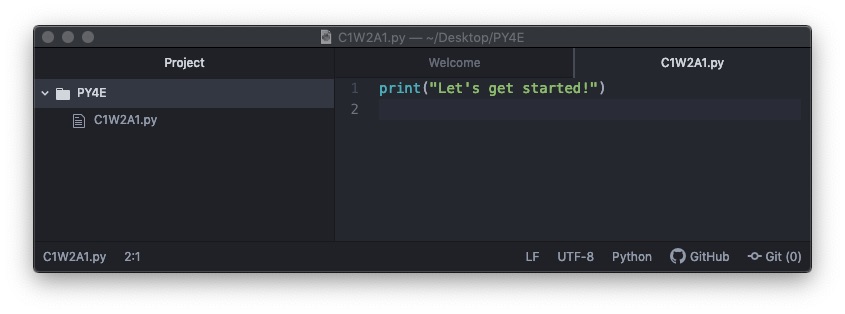 C1W2A1.py — ~/Desktop/PY4E
Project
Welcome
C1W2A1.py
PY4E
C1W2A1.py
1 print("Let's get started!")
2
C1W2A1.py 2:1 LF UTF-8 Python GitHub Git (0)